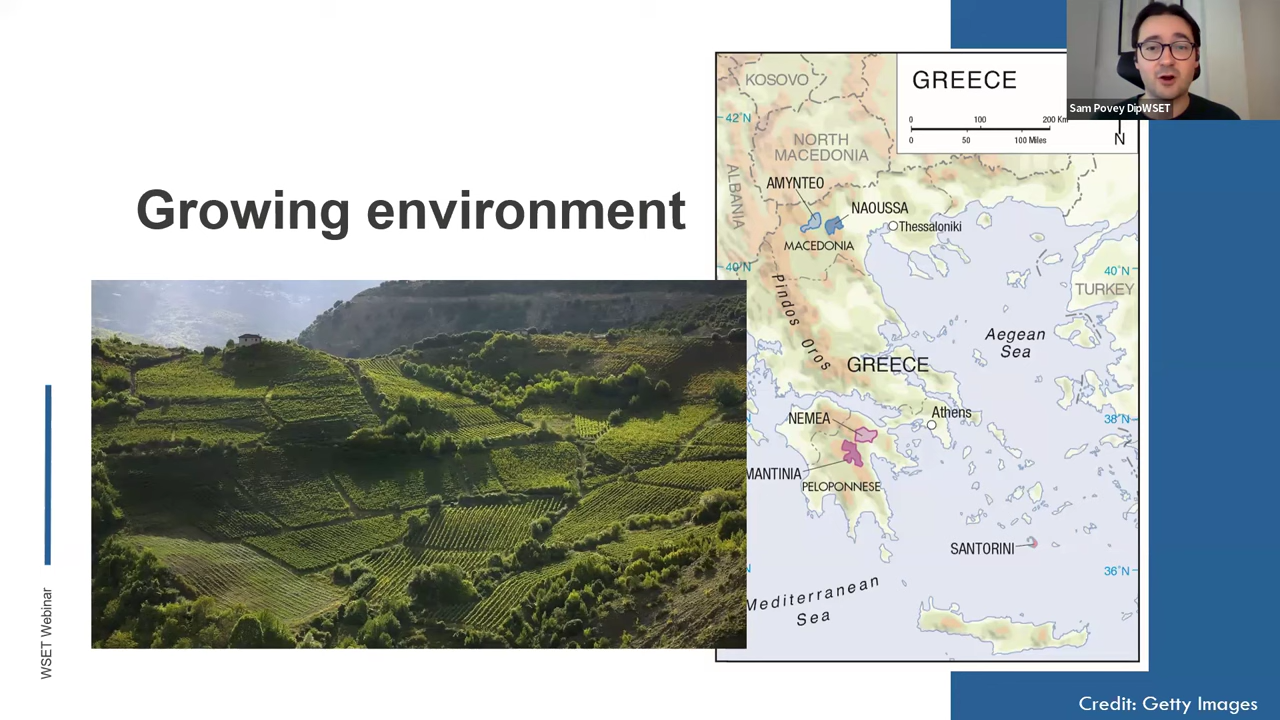 Growing environment
WSET Webinar
Sam Povey DipWSET
GREECE
0 100 200 Km
0 50 100 Miles
N
KOSOVO
42°N
NORTH
MACEDONIA
ALBANIA
AMYNTEO
NAOUSSA
Thessaloniki
MACEDONIA
40°N
40°N
TURKEY
Pindos Oros
Aegean
Sea
GREECE
NEMEA
Athens
38°N
MANTINIA
PELOPONNESE
SANTORINI
36°N
Mediterranean
Sea
Credit: Getty Images